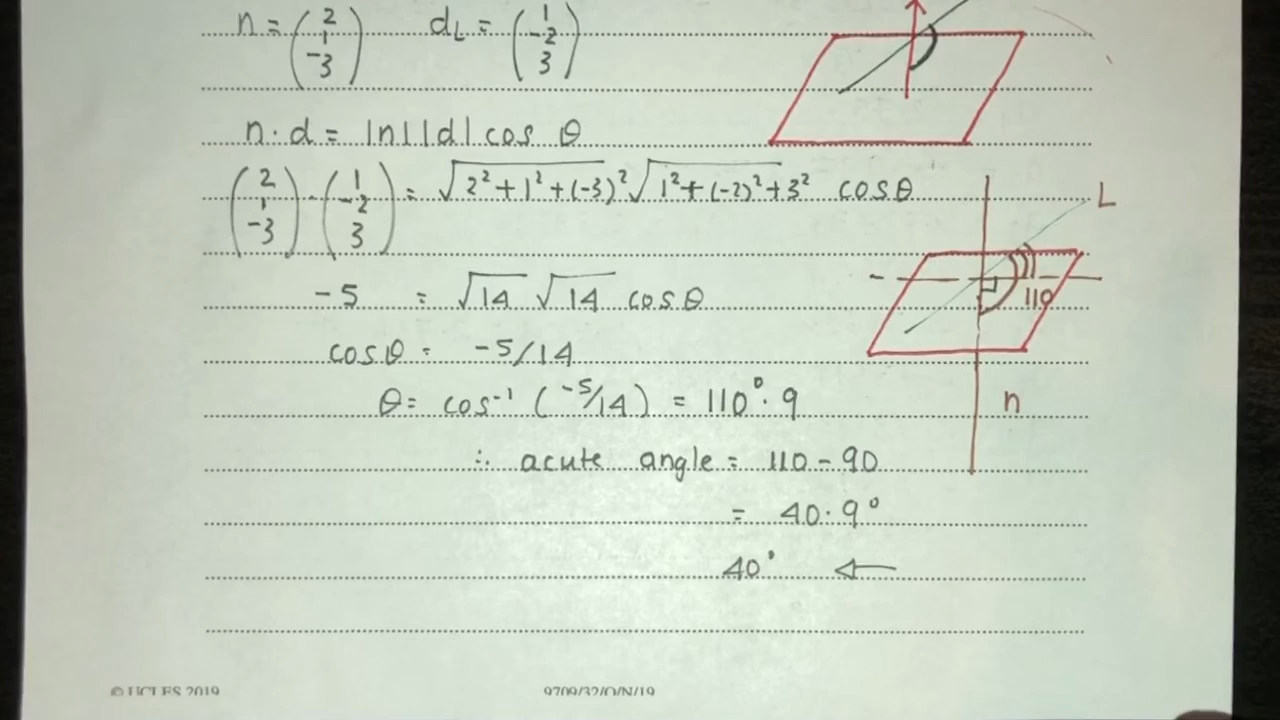 n = (2 1 -3) d_L = (1 -2 3)
n · d = |n| |d| cos θ
(2 1 -3) · (1 -2 3) = √(2² + 1² + (-3)²) √(1² + (-2)² + 3²) cos θ
L
-5 = √14 √14 cos θ
110
cos θ = -5/14
θ = cos⁻¹ (-5/14) = 110°.9
n
∴ acute angle = 110 - 90
= 40.9°
40°
© UCLES 2019
9709/32/O/N/19